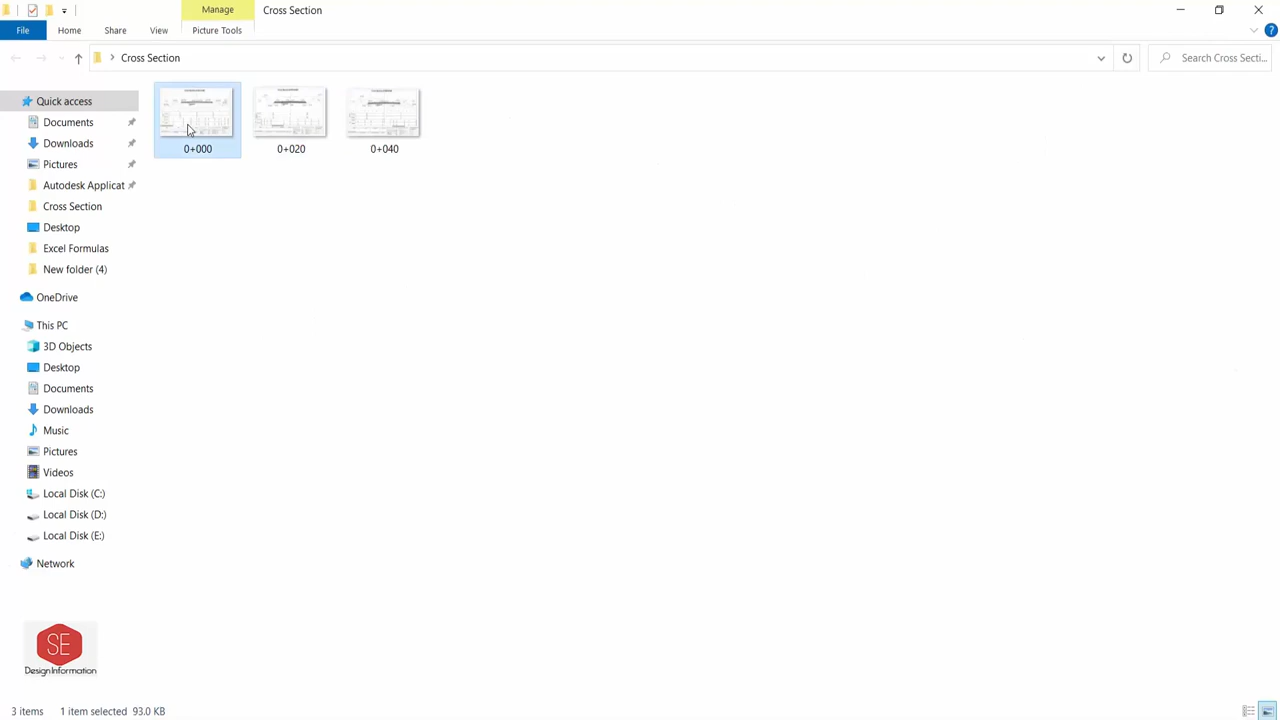 Manage
Cross Section
File
Home
Share
View
Picture Tools
Cross Section
Search Cross Secti...
Quick access
Documents
Downloads
Pictures
Autodesk Applicat
Cross Section
Desktop
Excel Formulas
New folder (4)
OneDrive
This PC
3D Objects
Desktop
Documents
Downloads
Music
Pictures
Videos
Local Disk (C:)
Local Disk (D:)
Local Disk (E:)
Network
0+000
0+020
0+040
SE
Design Information
3 items
1 item selected 93.0 KB